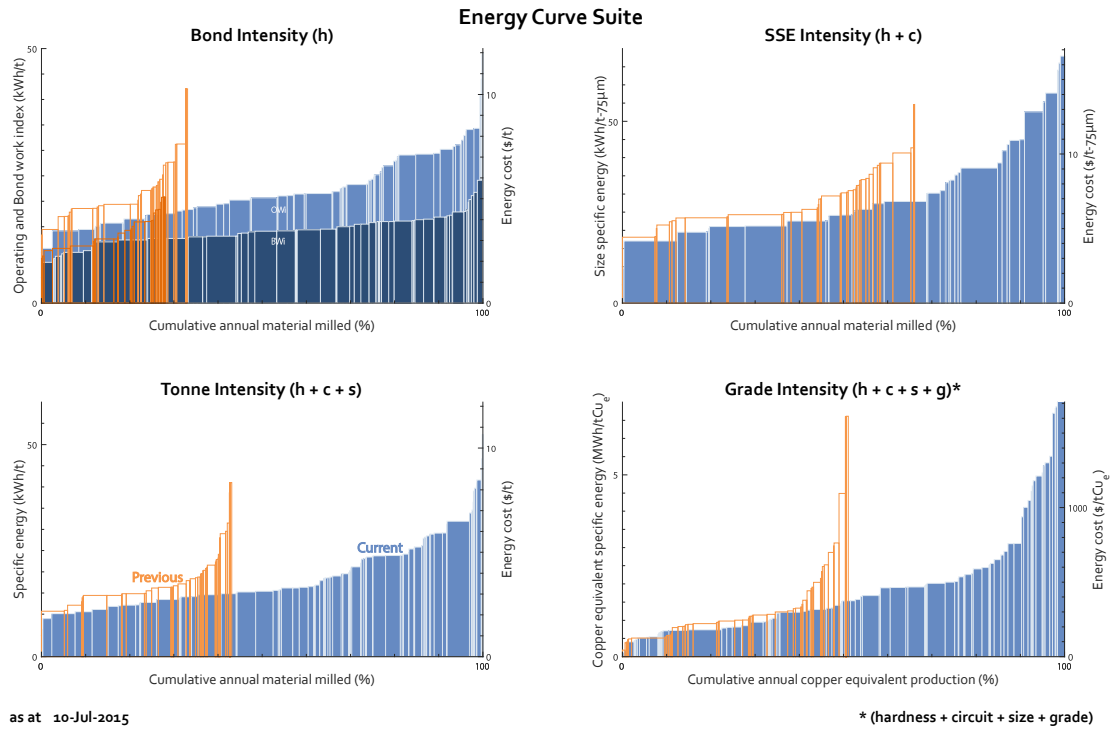 Energy Curve Suite
Bond Intensity (h)
50
0
Operating and Bond work index (kWh/t)
OWi
BWi
10
0
Energy cost ($/t)
0
100
Cumulative annual material milled (%)
SSE Intensity (h + c)
50
0
Size specific energy (kWh/t-75µm)
10
0
Energy cost ($/t-75µm)
0
100
Cumulative annual material milled (%)
Tonne Intensity (h + c + s)
50
0
Specific energy (kWh/t)
Previous
Current
10
0
Energy cost ($/t)
0
100
Cumulative annual material milled (%)
Grade Intensity (h + c + s + g)*
5
0
Copper equivalent specific energy (MWh/tCue)
1000
0
Energy cost ($/tCue)
0
100
Cumulative annual copper equivalent production (%)
as at 10-Jul-2015
* (hardness + circuit + size + grade)